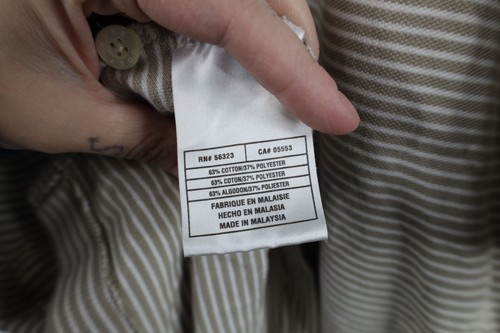 RN# 56323 CA# 05553
63% COTTON/37% POLYESTER
63% COTON/37% POLYESTER
63% ALGODON/37% POLIESTER
FABRIQUE EN MALAISIE
HECHO EN MALASIA
MADE IN MALAYSIA